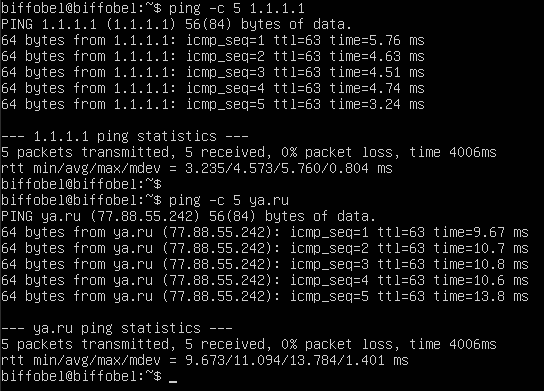 biffobel@biffobel:~$ ping -c 5 1.1.1.1
PING 1.1.1.1 (1.1.1.1) 56(84) bytes of data.
64 bytes from 1.1.1.1: icmp_seq=1 ttl=63 time=5.76 ms
64 bytes from 1.1.1.1: icmp_seq=2 ttl=63 time=4.63 ms
64 bytes from 1.1.1.1: icmp_seq=3 ttl=63 time=4.51 ms
64 bytes from 1.1.1.1: icmp_seq=4 ttl=63 time=4.74 ms
64 bytes from 1.1.1.1: icmp_seq=5 ttl=63 time=3.24 ms
--- 1.1.1.1 ping statistics ---
5 packets transmitted, 5 received, 0% packet loss, time 4006ms
rtt min/avg/max/mdev = 3.235/4.573/5.760/0.804 ms
biffobel@biffobel:~$
biffobel@biffobel:~$ ping -c 5 ya.ru
PING ya.ru (77.88.55.242) 56(84) bytes of data.
64 bytes from ya.ru (77.88.55.242): icmp_seq=1 ttl=63 time=9.67 ms
64 bytes from ya.ru (77.88.55.242): icmp_seq=2 ttl=63 time=10.7 ms
64 bytes from ya.ru (77.88.55.242): icmp_seq=3 ttl=63 time=10.8 ms
64 bytes from ya.ru (77.88.55.242): icmp_seq=4 ttl=63 time=10.6 ms
64 bytes from ya.ru (77.88.55.242): icmp_seq=5 ttl=63 time=13.8 ms
--- ya.ru ping statistics ---
5 packets transmitted, 5 received, 0% packet loss, time 4006ms
rtt min/avg/max/mdev = 9.673/11.094/13.784/1.401 ms
biffobel@biffobel:~$ _